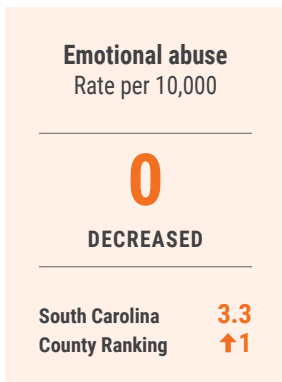 Emotional abuse
Rate per 10,000
0
DECREASED
South Carolina 3.3
County Ranking ↑1